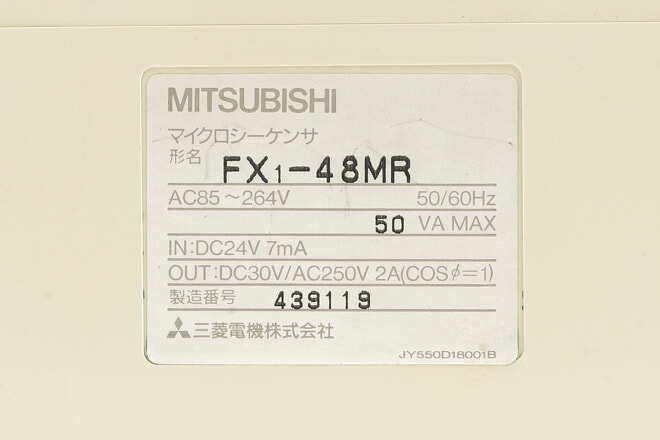 MITSUBISHI
マイクロシーケンサ
形名 FX1-48MR
AC85~264V 50/60Hz
50 VA MAX
IN:DC24V 7mA
OUT:DC30V/AC250V 2A(COSφ=1)
製造番号 439119
三菱電機株式会社
JY550D18001B